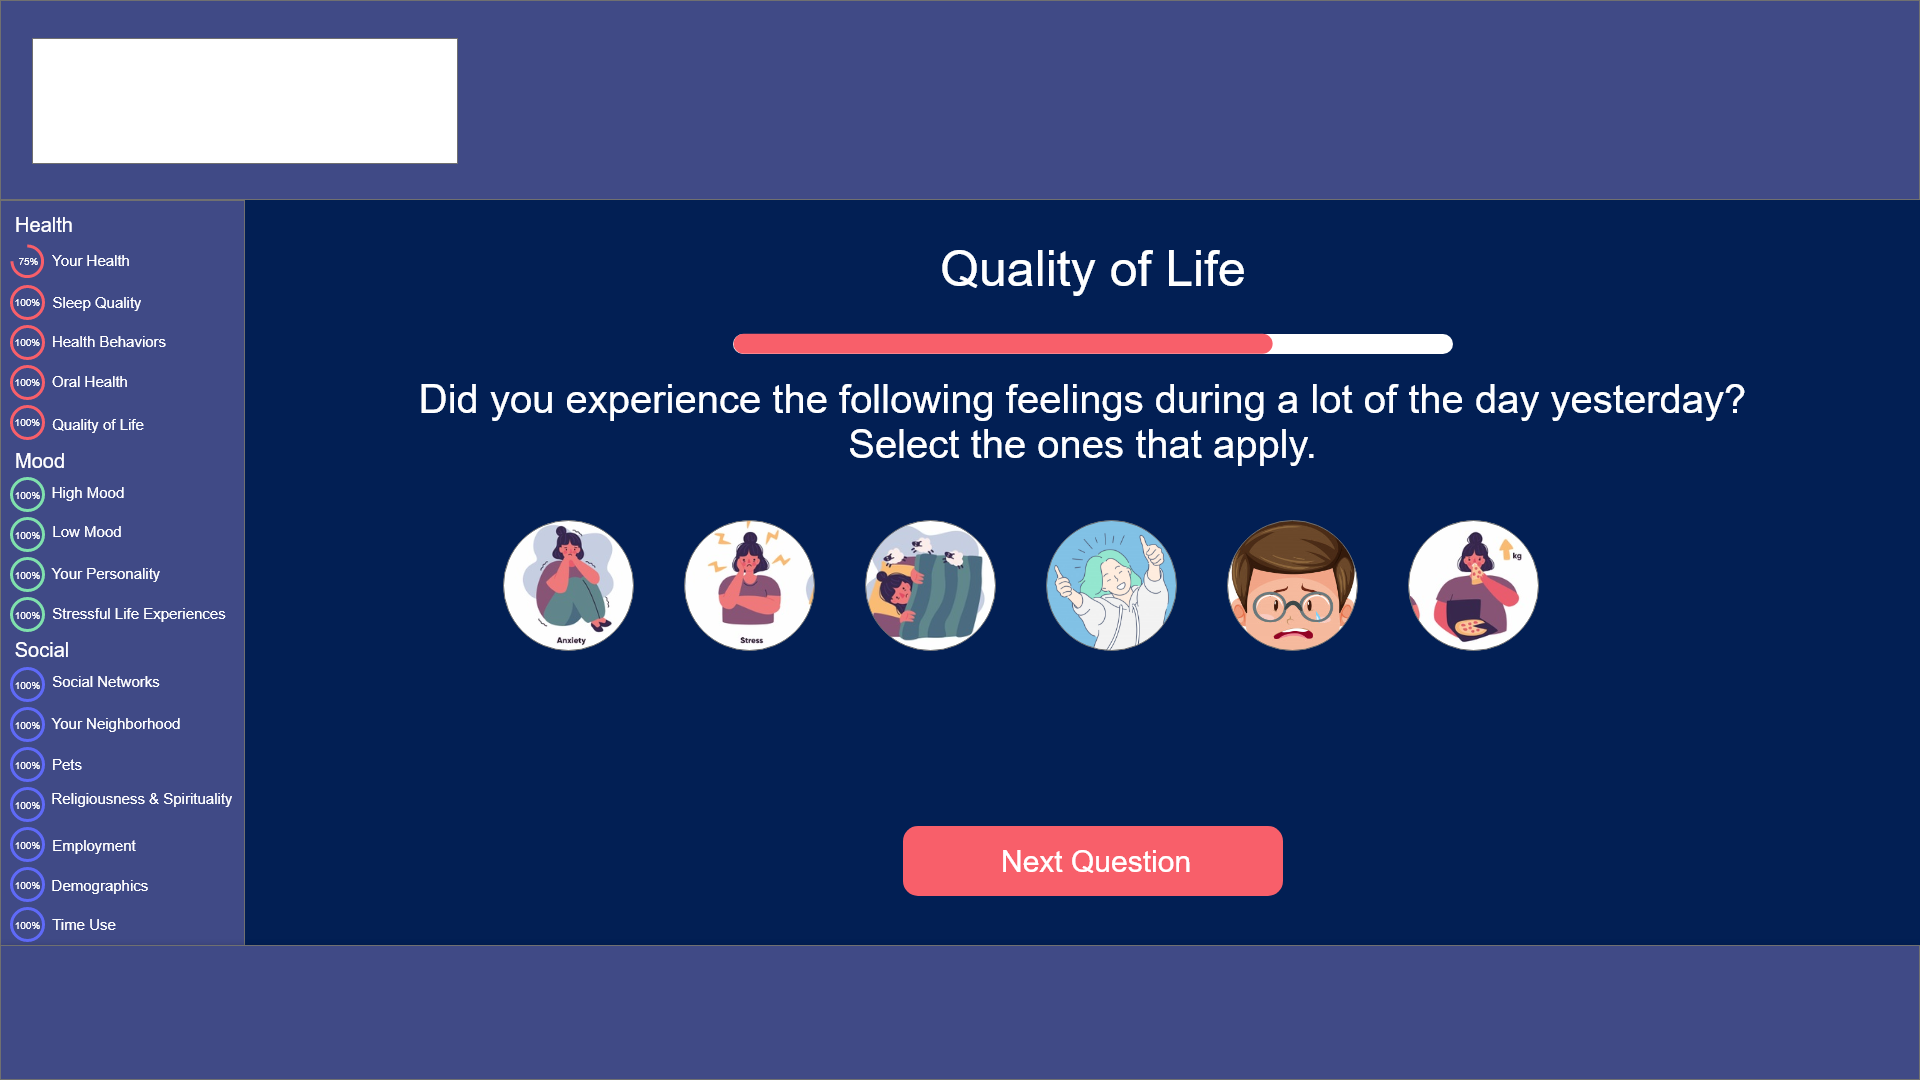 Health
75% Your Health
100% Sleep Quality
100% Health Behaviors
100% Oral Health
100% Quality of Life
Mood
100% High Mood
100% Low Mood
100% Your Personality
100% Stressful Life Experiences
Social
100% Social Networks
100% Your Neighborhood
100% Pets
100% Religiousness & Spirituality
100% Employment
100% Demographics
100% Time Use
Quality of Life
Did you experience the following feelings during a lot of the day yesterday?
Select the ones that apply.
Anxiety
Stress
kg
Next Question